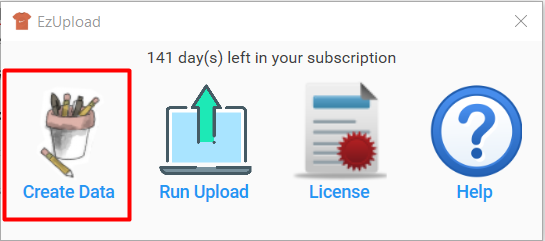 EzUpload
141 day(s) left in your subscription
Create Data
Run Upload
License
Help